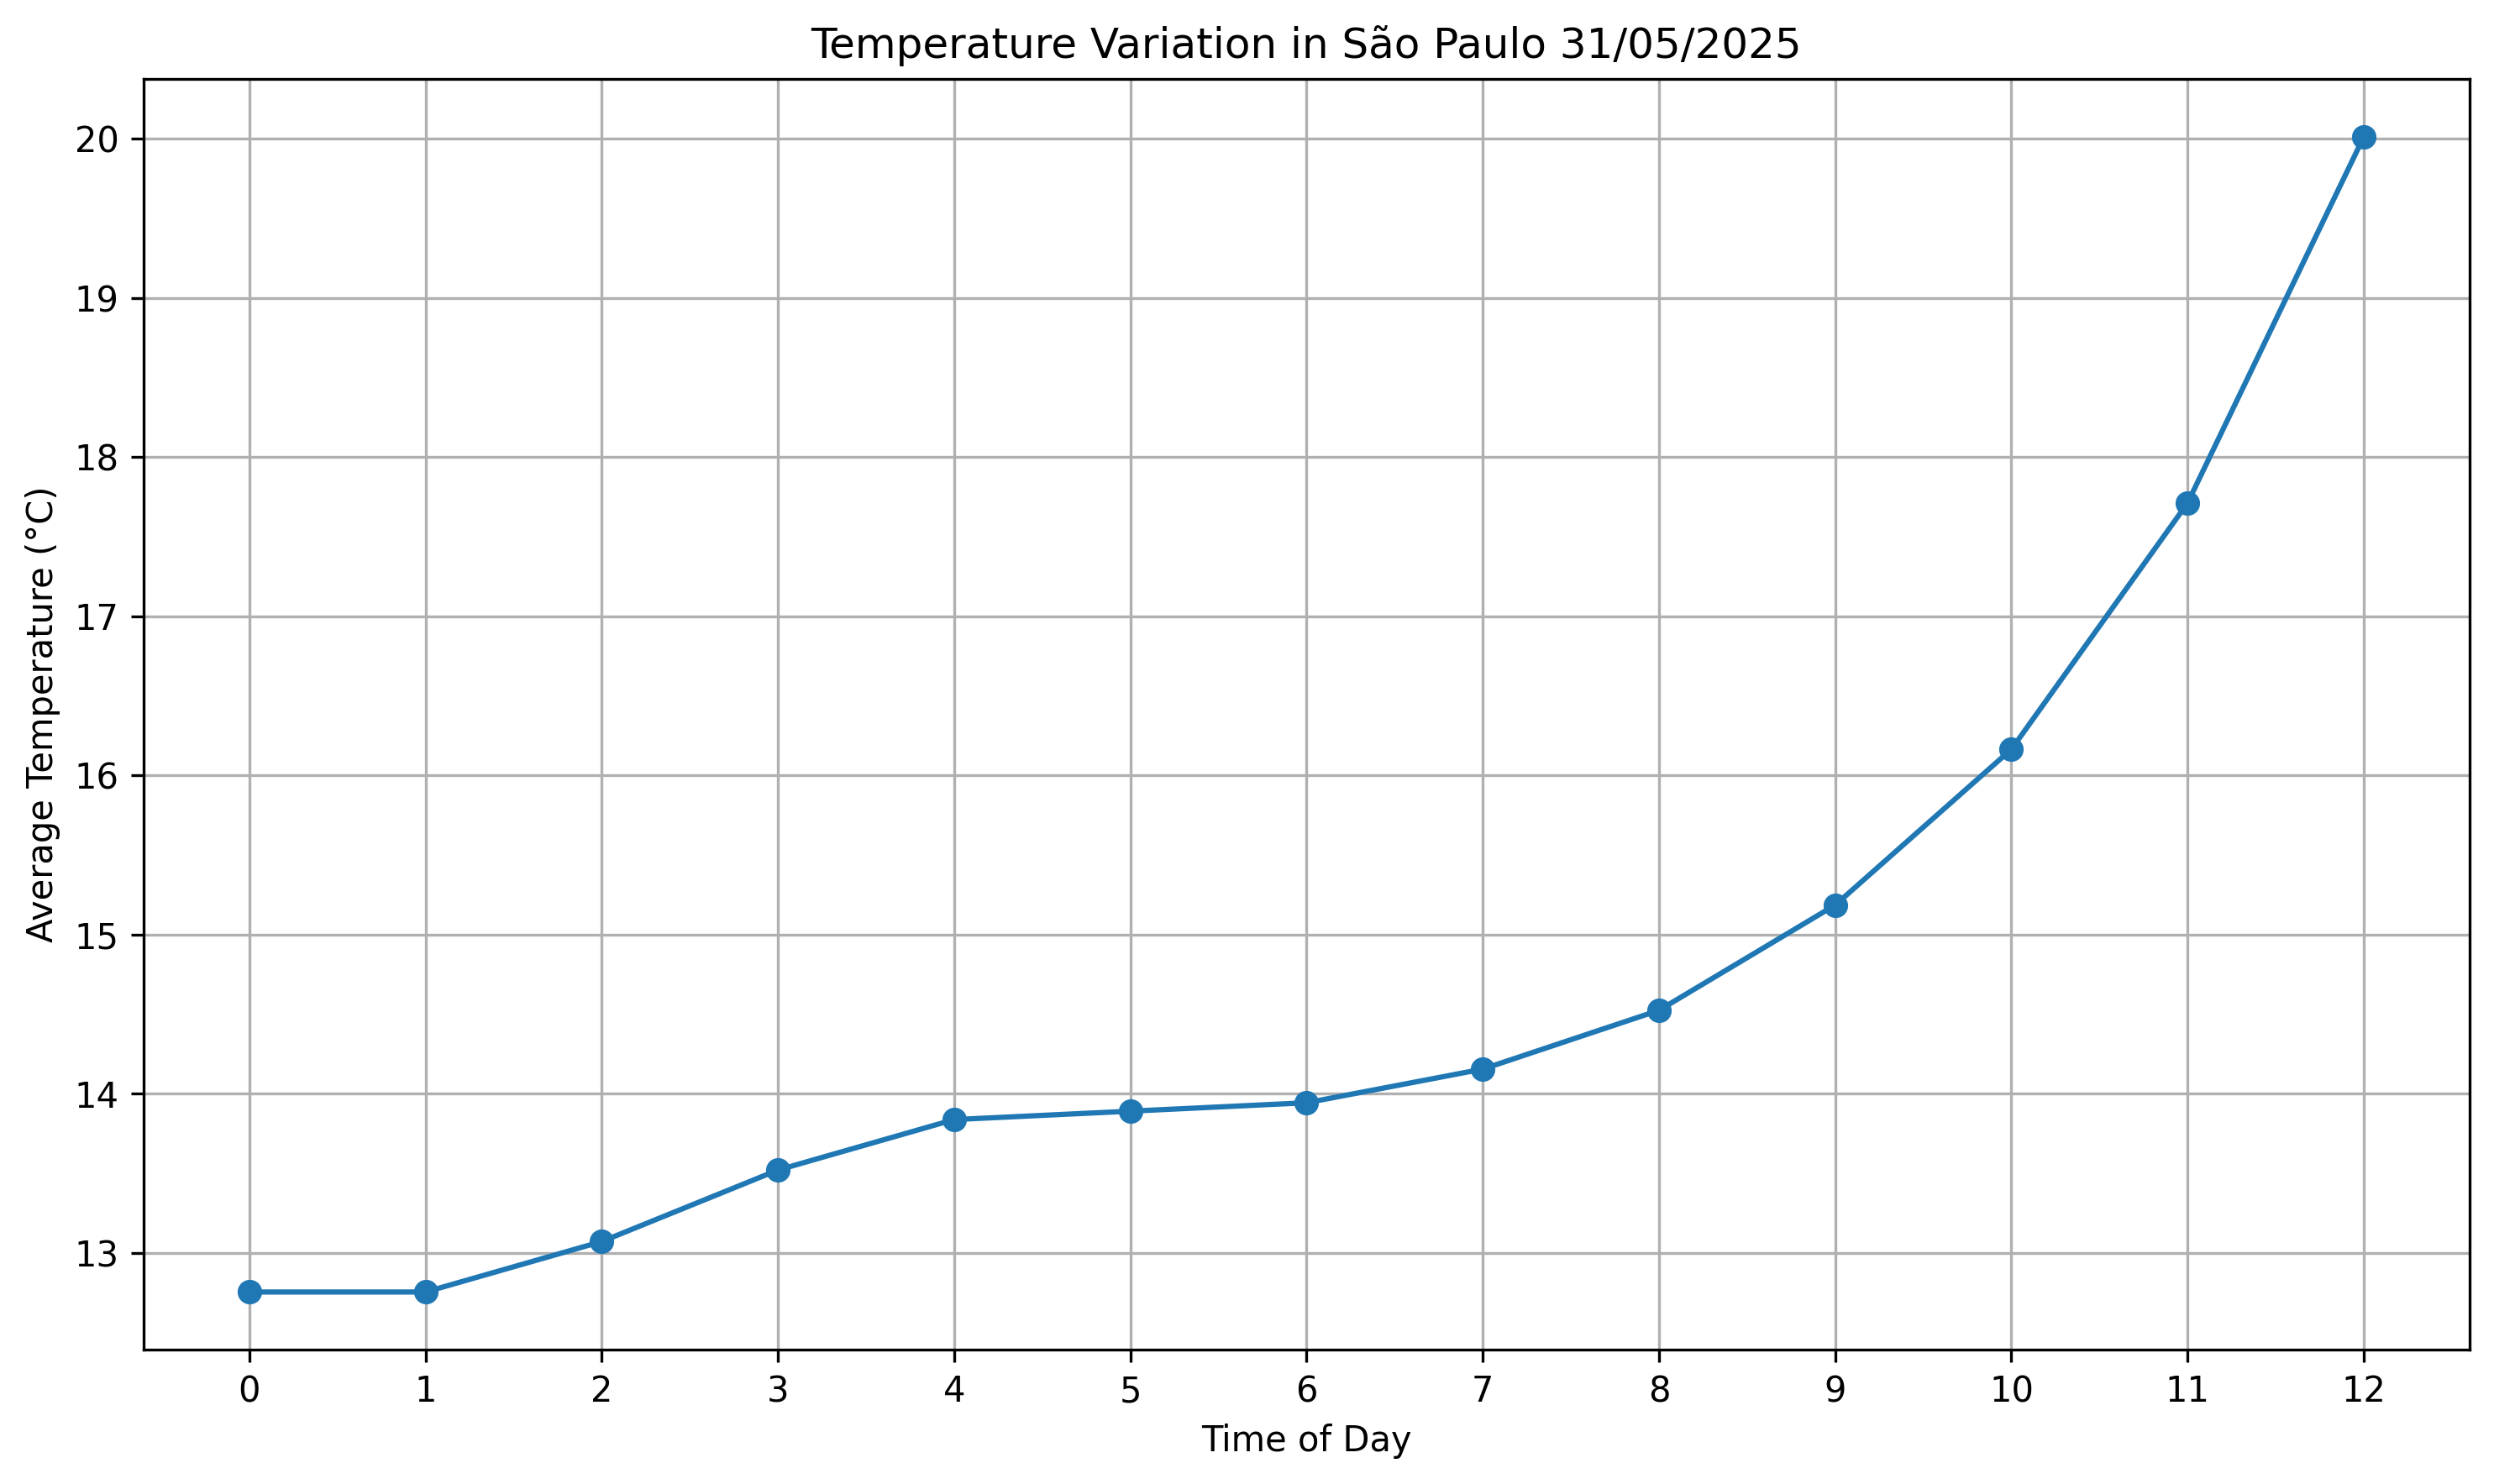 Temperature Variation in São Paulo 31/05/2025
20
19
18
17
16
15
14
13
Average Temperature (°C)
0 1 2 3 4 5 6 7 8 9 10 11 12
Time of Day